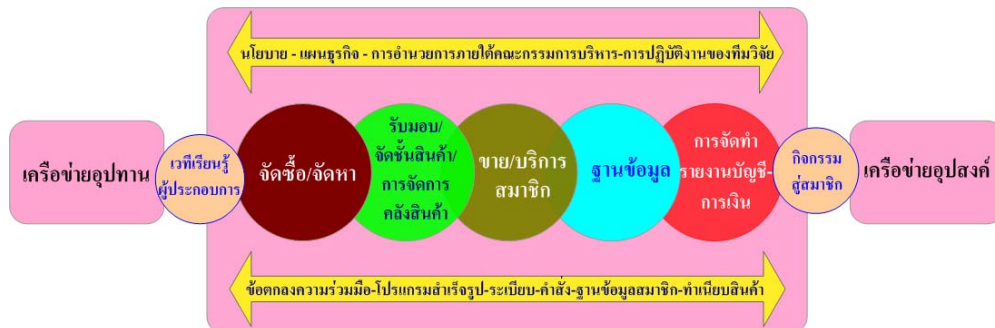 นโยบาย - แผนธุรกิจ - การอำนวยการภายใต้คณะกรรมการบริหาร-การปฏิบัติงานของทีมวิจัย
เครือข่ายอุปทาน
เวทีเรียนรู้
ผู้ประกอบการ
จัดซื้อ/จัดหา
รับมอบ/
จัดชั้นสินค้า/
การจัดการ
คลังสินค้า
ขาย/บริการ
สมาชิก
ฐานข้อมูล
การจัดทำ
รายงานบัญชี-
การเงิน
กิจกรรม
สู่สมาชิก
เครือข่ายอุปสงค์
ข้อตกลงความร่วมมือ-โปรแกรมสำเร็จรูป-ระเบียบ-คำสั่ง-ฐานข้อมูลสมาชิก-ทำเนียบสินค้า